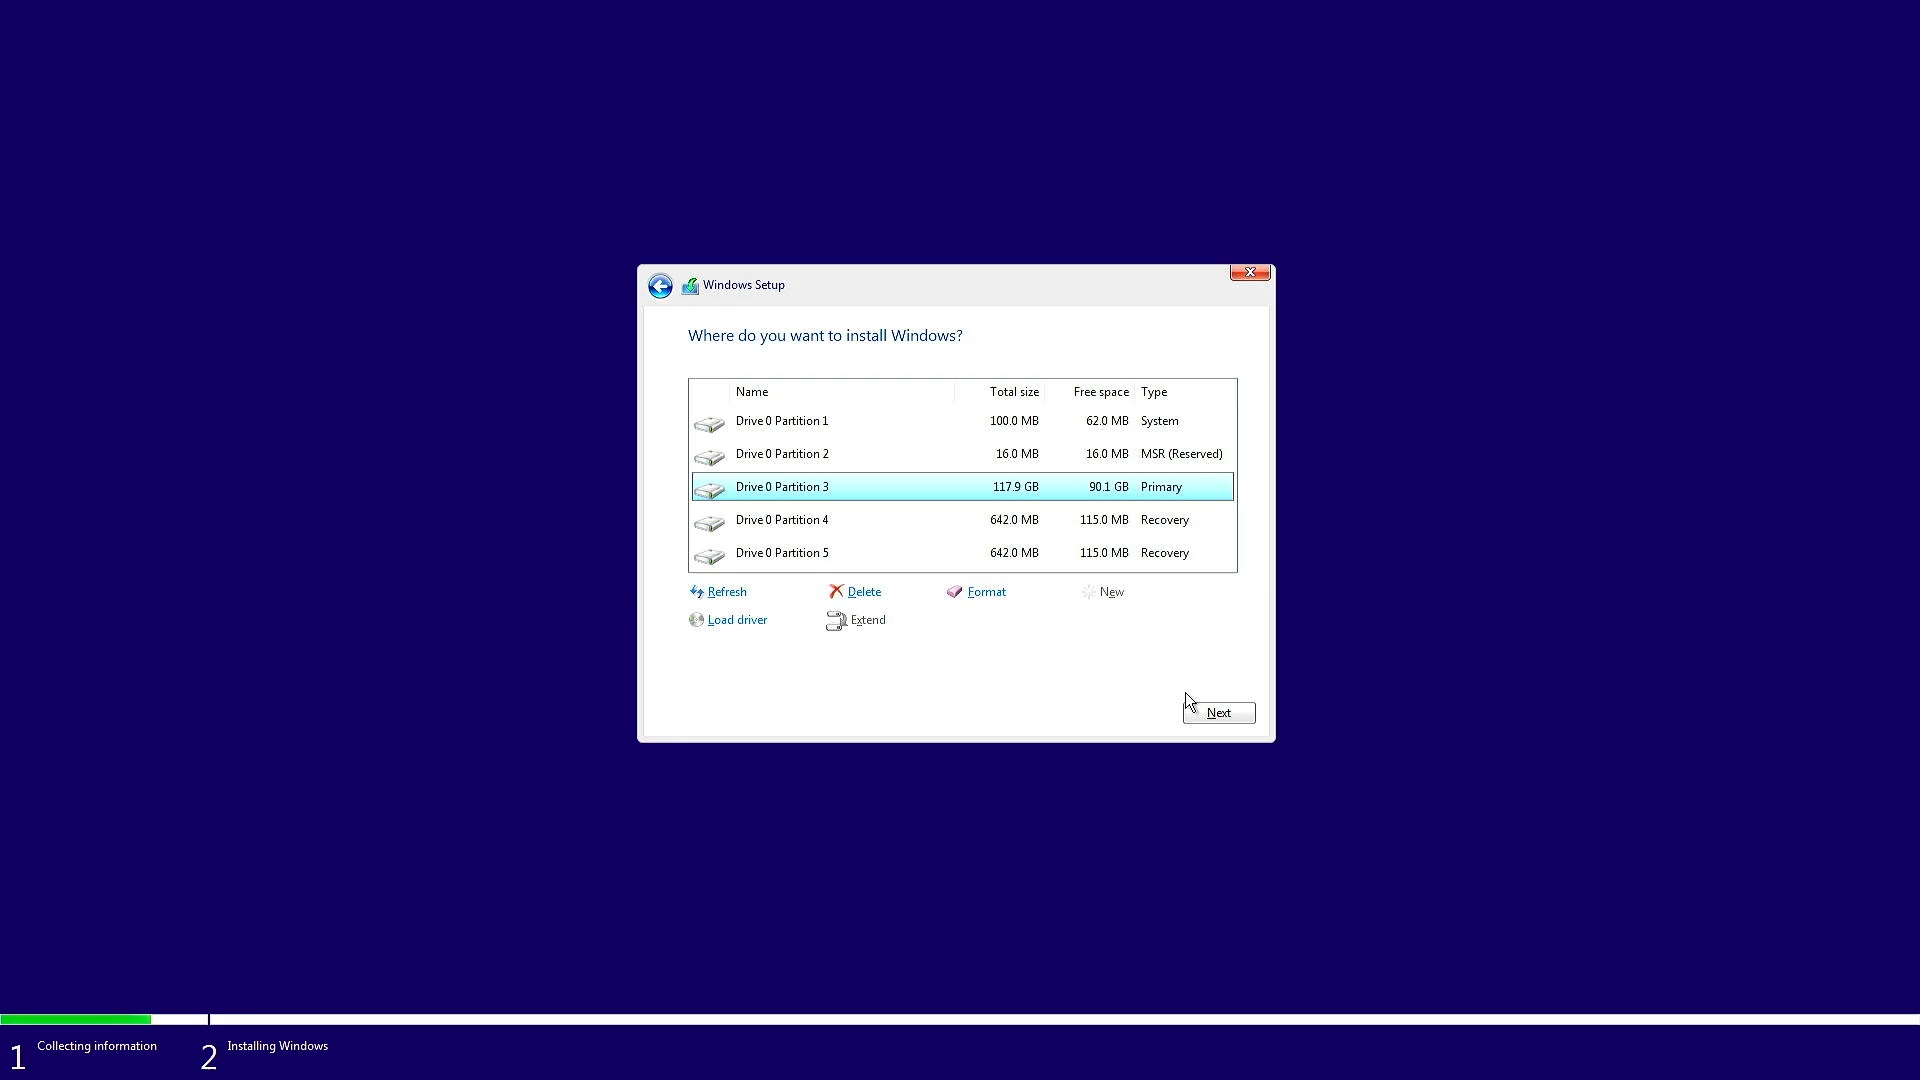 Windows Setup
Where do you want to install Windows?
Name Total size Free space Type
Drive 0 Partition 1 100.0 MB 62.0 MB System
Drive 0 Partition 2 16.0 MB 16.0 MB MSR (Reserved)
Drive 0 Partition 3 117.9 GB 90.1 GB Primary
Drive 0 Partition 4 642.0 MB 115.0 MB Recovery
Drive 0 Partition 5 642.0 MB 115.0 MB Recovery
Refresh Delete Format New
Load driver Extend
Next
1 Collecting information 2 Installing Windows